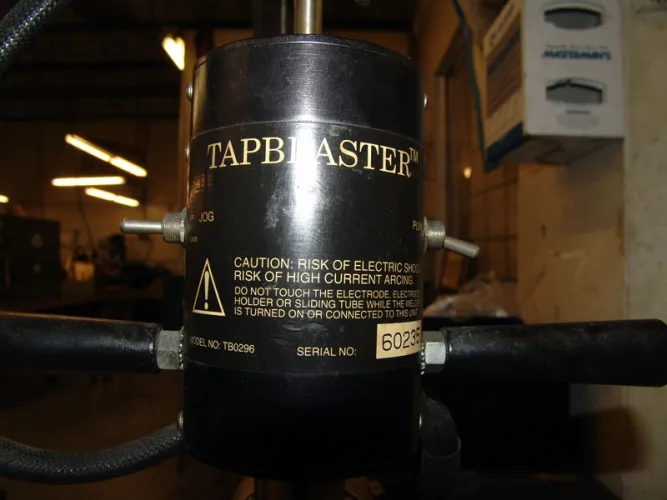 TAPBLASTER™
JOG
CAUTION: RISK OF ELECTRIC SHOCK
RISK OF HIGH CURRENT ARCING.
DO NOT TOUCH THE ELECTRODE, ELECTRODE
HOLDER OR SLIDING TUBE WHILE THE WELDER
IS TURNED ON OR CONNECTED TO THIS UNIT
MODEL NO: TB0296 SERIAL NO: 60235